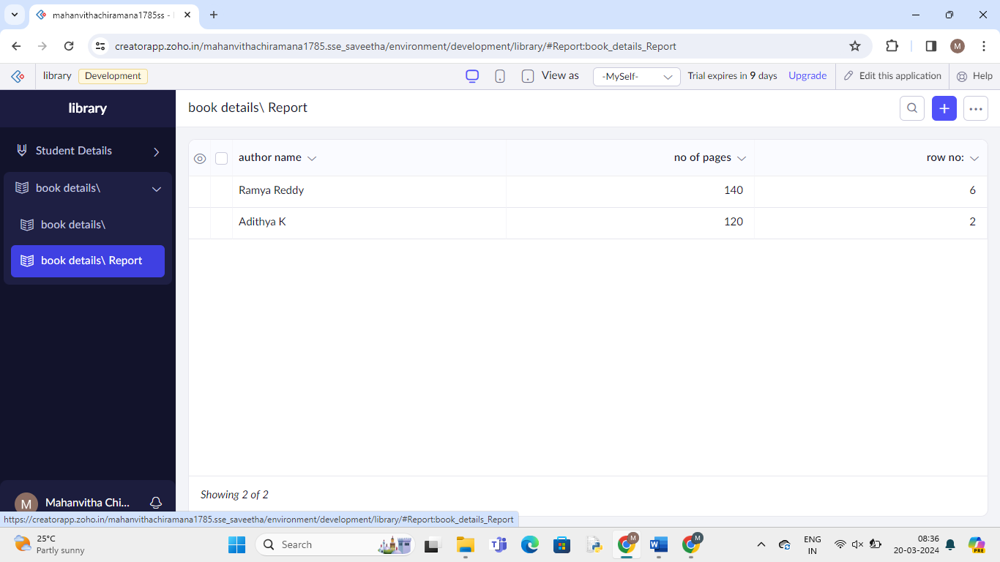 mahanvithachiramana1785ss -
creatorapp.zoho.in/mahanvithachiramana1785.sse_saveetha/environment/development/library/#Report:book_details_Report
M
library Development View as -MySelf- Trial expires in 9 days Upgrade Edit this application Help
library
book details\ Report
Student Details
book details\
book details\
book details\ Report
author name no of pages row no:
Ramya Reddy 140 6
Adithya K 120 2
Showing 2 of 2
M Mahanvitha Chi...
https://creatorapp.zoho.in/mahanvithachiramana1785.sse_saveetha/environment/development/library/#Report:book_details_Report
25°C
Partly sunny
Search
M
W
M
PRE
ENG
IN
08:36
20-03-2024